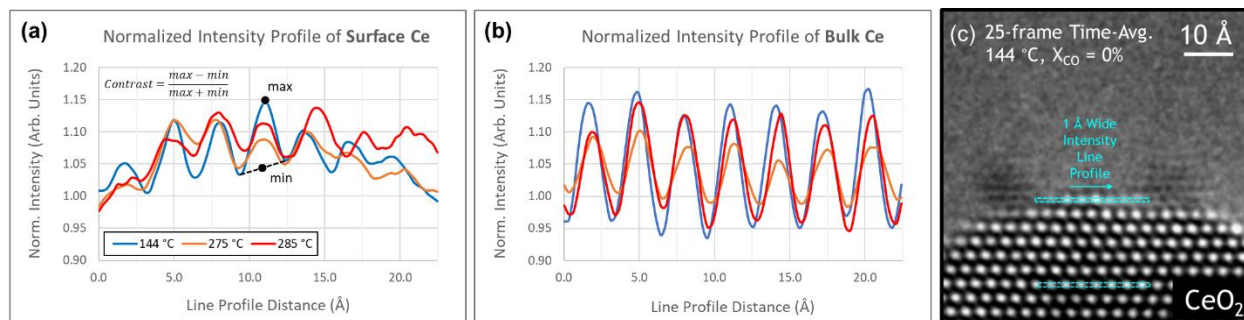 (a)
Normalized Intensity Profile of Surface Ce
Norm. Intensity (Arb. Units)
1.20
1.15
1.10
1.05
1.00
0.95
0.90
Contrast = max − min / max + min
max
min
144 °C 275 °C 285 °C
0.0 5.0 10.0 15.0 20.0
Line Profile Distance (Å)
(b)
Normalized Intensity Profile of Bulk Ce
Norm. Intensity (Arb. Units)
1.20
1.15
1.10
1.05
1.00
0.95
0.90
0.0 5.0 10.0 15.0 20.0
Line Profile Distance (Å)
(c) 25-frame Time-Avg.
144 °C, XCO = 0%
10 Å
1 Å Wide
Intensity
Line
Profile
CeO2